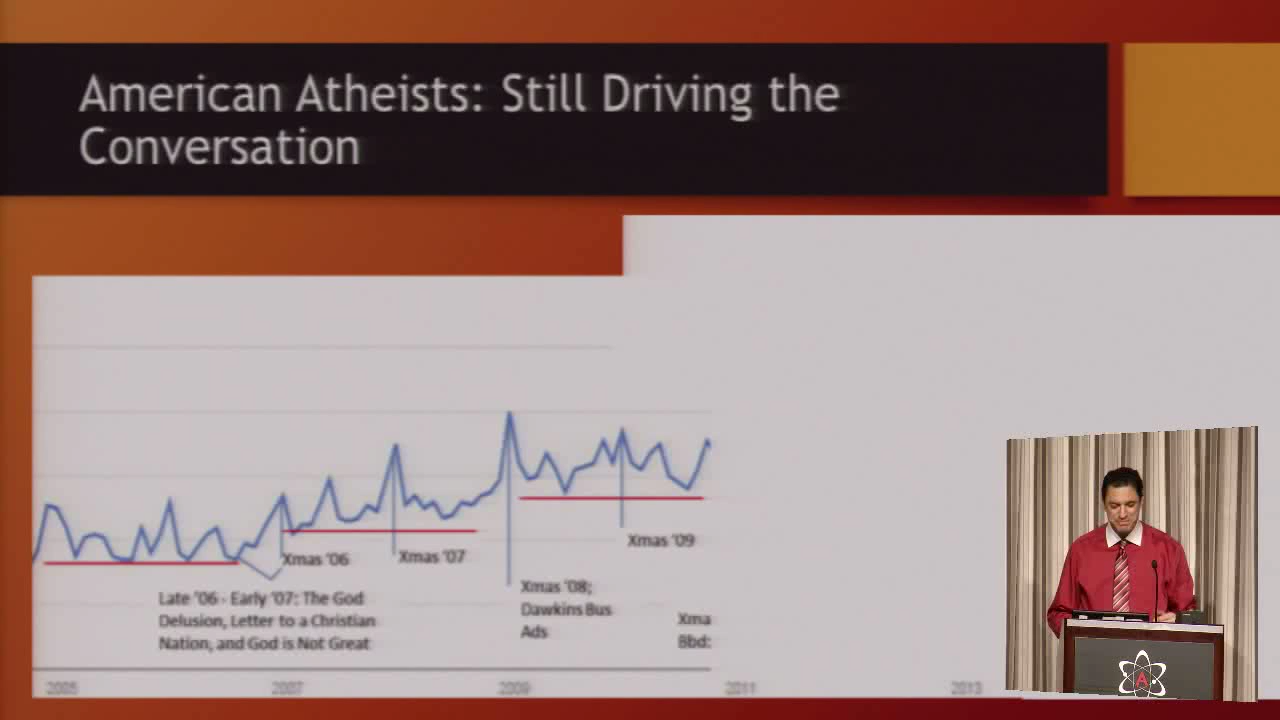 American Atheists: Still Driving the
Conversation
Xmas '06
Xmas '07
Xmas '09
Late '06 - Early '07: The God
Delusion, Letter to a Christian
Nation, and God is Not Great
Xmas '08;
Dawkins Bus
Ads
Xma
Bbd:
2005
2007
2009
2011
2013
A